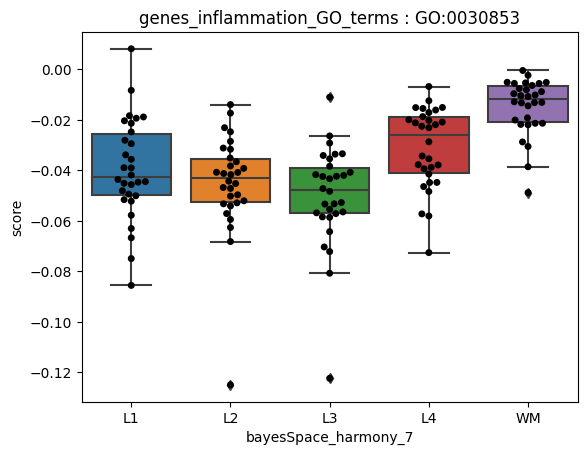 genes_inflammation_GO_terms : GO:0030853
score
0.00
−0.02
−0.04
−0.06
−0.08
−0.10
−0.12
L1
L2
L3
L4
WM
bayesSpace_harmony_7